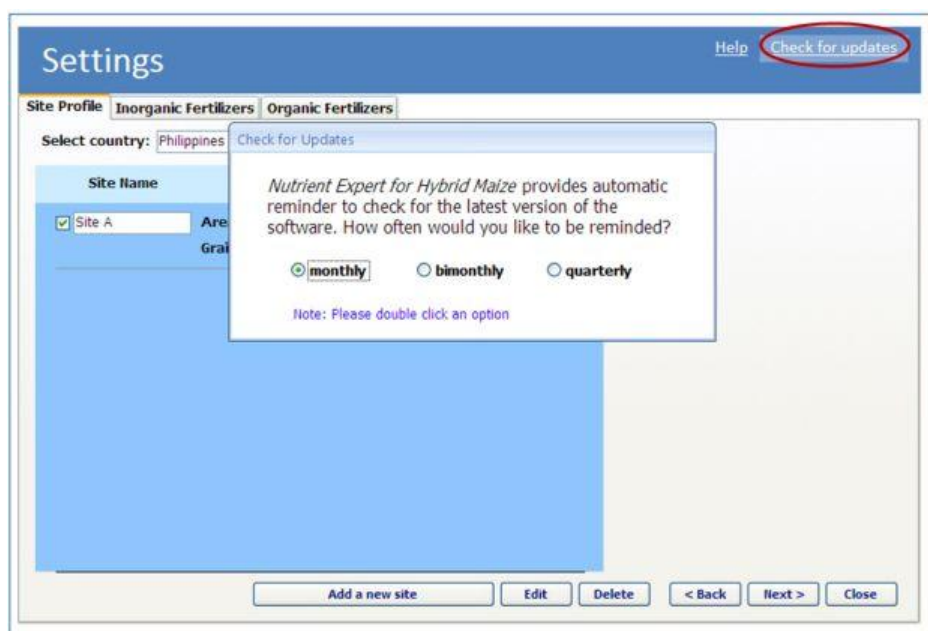 Settings
Help Check for updates
Site Profile Inorganic Fertilizers Organic Fertilizers
Select country: Philippines
Check for Updates
Site Name
Nutrient Expert for Hybrid Maize provides automatic
reminder to check for the latest version of the
software. How often would you like to be reminded?
Site A
Are
Grai
monthly bimonthly quarterly
Note: Please double click an option
Add a new site Edit Delete < Back Next > Close